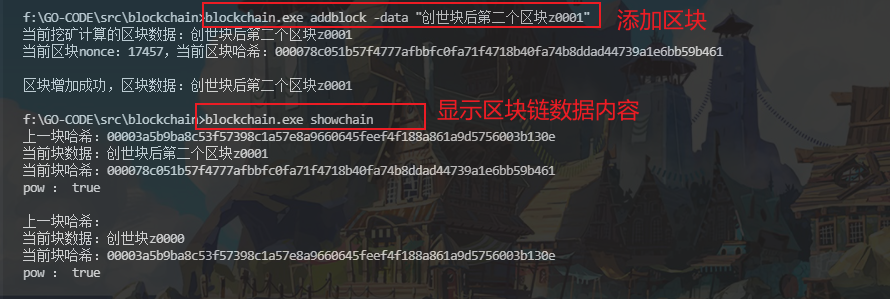 f:\GO-CODE\src\blockchain>blockchain.exe addblock -data "创世块后第二个区块z0001"
添加区块
当前挖矿计算的区块数据：创世块后第二个区块z0001
当前区块nonce：17457，当前区块哈希：000078c051b57f4777afbbfc0fa71f4718b40fa74b8ddad44739a1e6bb59b461
区块增加成功，区块数据：创世块后第二个区块z0001
f:\GO-CODE\src\blockchain>blockchain.exe showchain
显示区块链数据内容
上一块哈希：00003a5b9ba8c53f57398c1a57e8a9660645feef4f188a861a9d5756003b130e
当前块数据：创世块后第二个区块z0001
当前块哈希：000078c051b57f4777afbbfc0fa71f4718b40fa74b8ddad44739a1e6bb59b461
pow : true
上一块哈希：
当前块数据：创世块z0000
当前块哈希：00003a5b9ba8c53f57398c1a57e8a9660645feef4f188a861a9d5756003b130e
pow : true